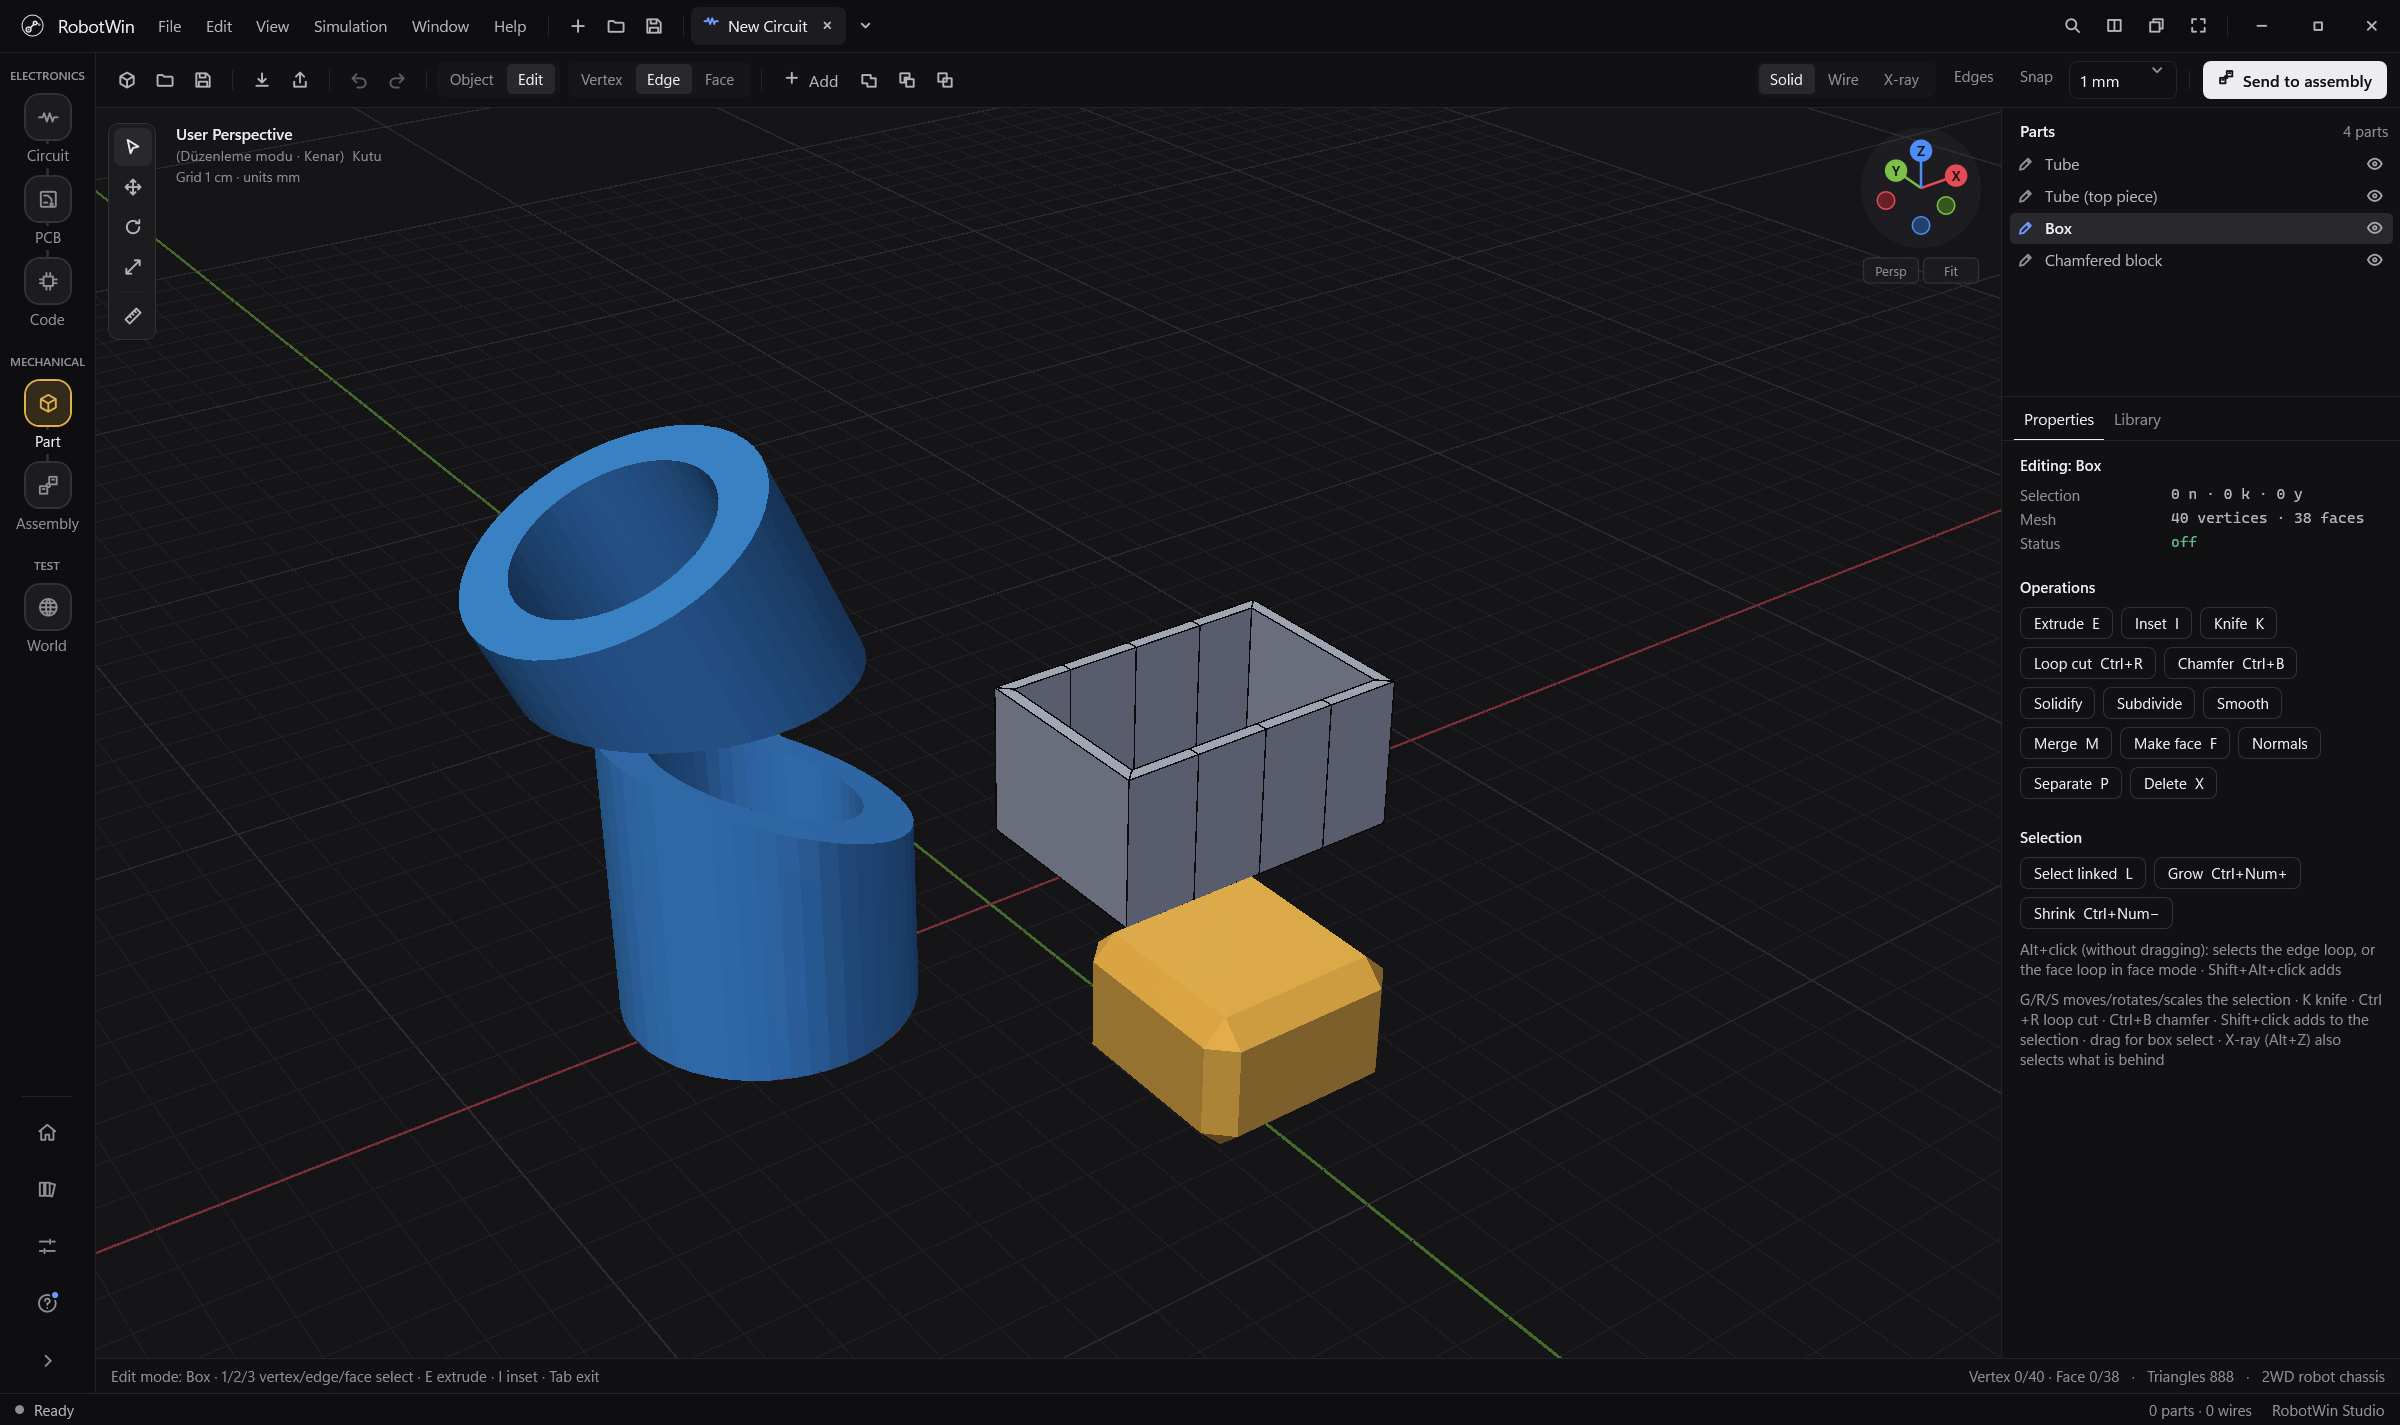 RobotWin File Edit View Simulation Window Help New Circuit
ELECTRONICS
Circuit
PCB
Code
MECHANICAL
Part
Assembly
TEST
World
Object Edit Vertex Edge Face Add Solid Wire X-ray Edges Snap 1 mm Send to assembly
User Perspective
(Düzenleme modu · Kenar) Kutu
Grid 1 cm · units mm
Z
Y
X
Persp Fit
Parts 4 parts
Tube
Tube (top piece)
Box
Chamfered block
Properties Library
Editing: Box
Selection 0 n · 0 k · 0 y
Mesh 40 vertices · 38 faces
Status off
Operations
Extrude E Inset I Knife K
Loop cut Ctrl+R Chamfer Ctrl+B
Solidify Subdivide Smooth
Merge M Make face F Normals
Separate P Delete X
Selection
Select linked L Grow Ctrl+Num+
Shrink Ctrl+Num−
Alt+click (without dragging): selects the edge loop, or
the face loop in face mode · Shift+Alt+click adds
G/R/S moves/rotates/scales the selection · K knife · Ctrl
+R loop cut · Ctrl+B chamfer · Shift+click adds to the
selection · drag for box select · X-ray (Alt+Z) also
selects what is behind
Edit mode: Box · 1/2/3 vertex/edge/face select · E extrude · I inset · Tab exit
Vertex 0/40 · Face 0/38 · Triangles 888 · 2WD robot chassis
Ready
0 parts · 0 wires RobotWin Studio